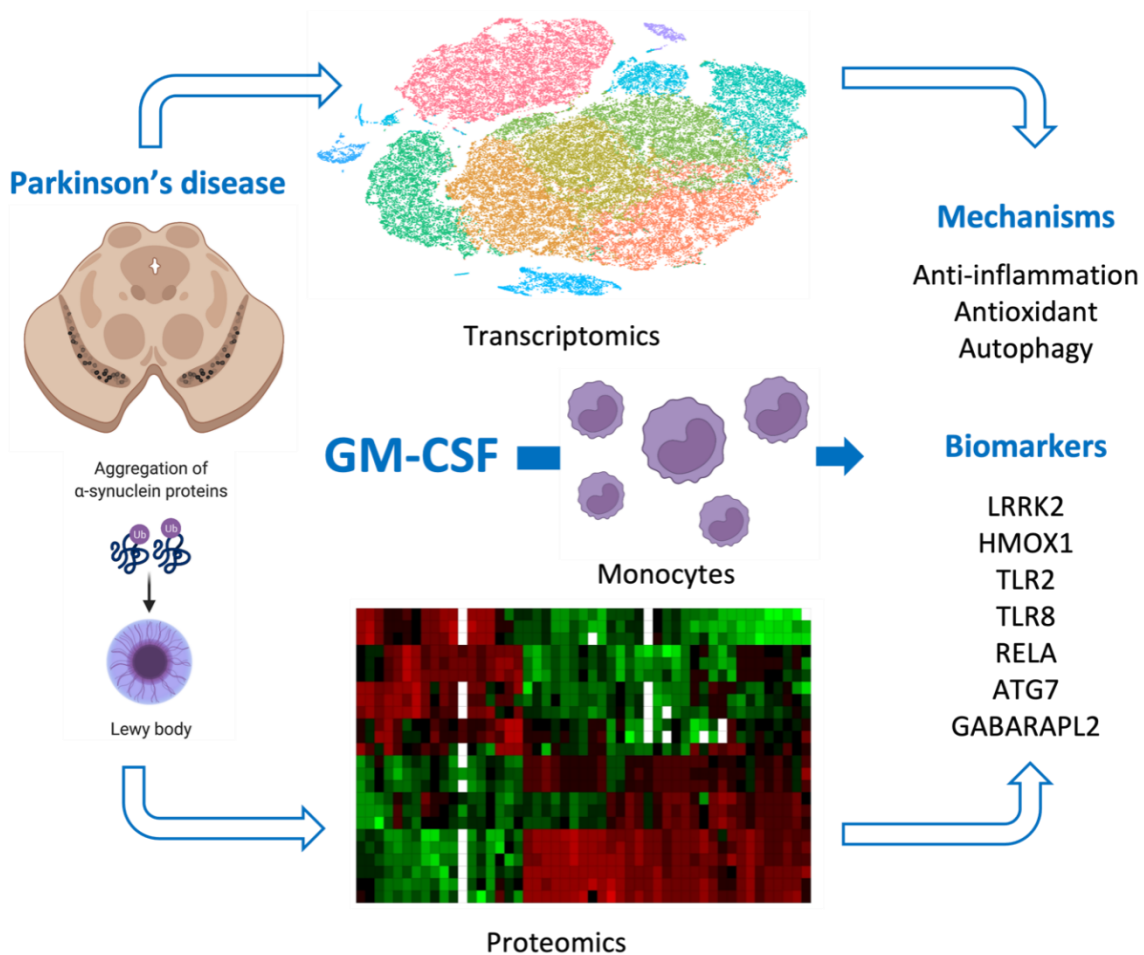 Parkinson's disease
Aggregation of
α-synuclein proteins
Ub
Ub
Lewy body
Transcriptomics
GM-CSF
Monocytes
Proteomics
Mechanisms
Anti-inflammation
Antioxidant
Autophagy
Biomarkers
LRRK2
HMOX1
TLR2
TLR8
RELA
ATG7
GABARAPL2